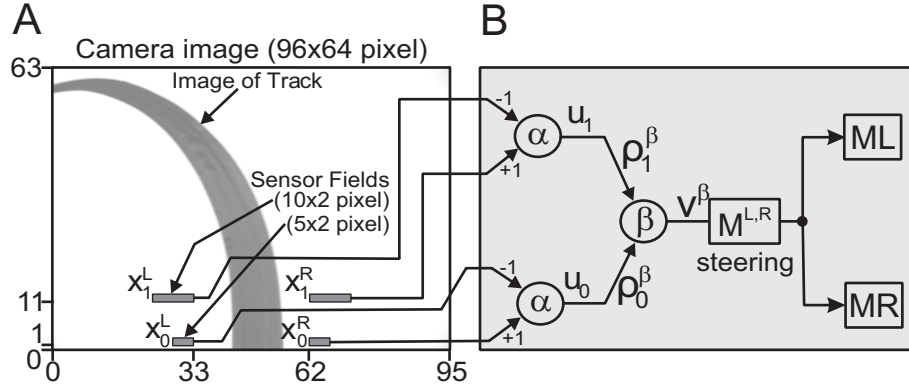 A
B
Camera image (96x64 pixel)
63
Image of Track
Sensor Fields
(10x2 pixel)
(5x2 pixel)
x₁ᴸ
x₁ᴿ
x₀ᴸ
x₀ᴿ
11
1
0
0
33
62
95
-1
+1
α
u₁
ρ₁ᵝ
-1
+1
α
u₀
ρ₀ᵝ
β
vᵝ
M^L,R
steering
ML
MR